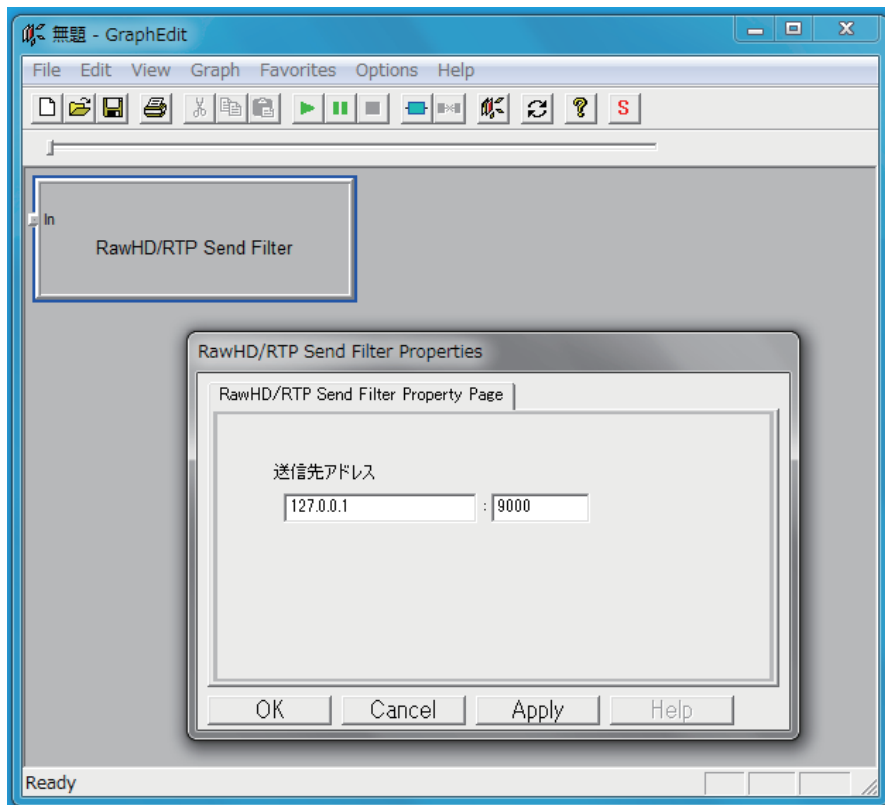 無題 - GraphEdit
File Edit View Graph Favorites Options Help
S
In
RawHD/RTP Send Filter
RawHD/RTP Send Filter Properties
RawHD/RTP Send Filter Property Page
送信先アドレス
127.0.0.1 : 9000
OK Cancel Apply Help
Ready